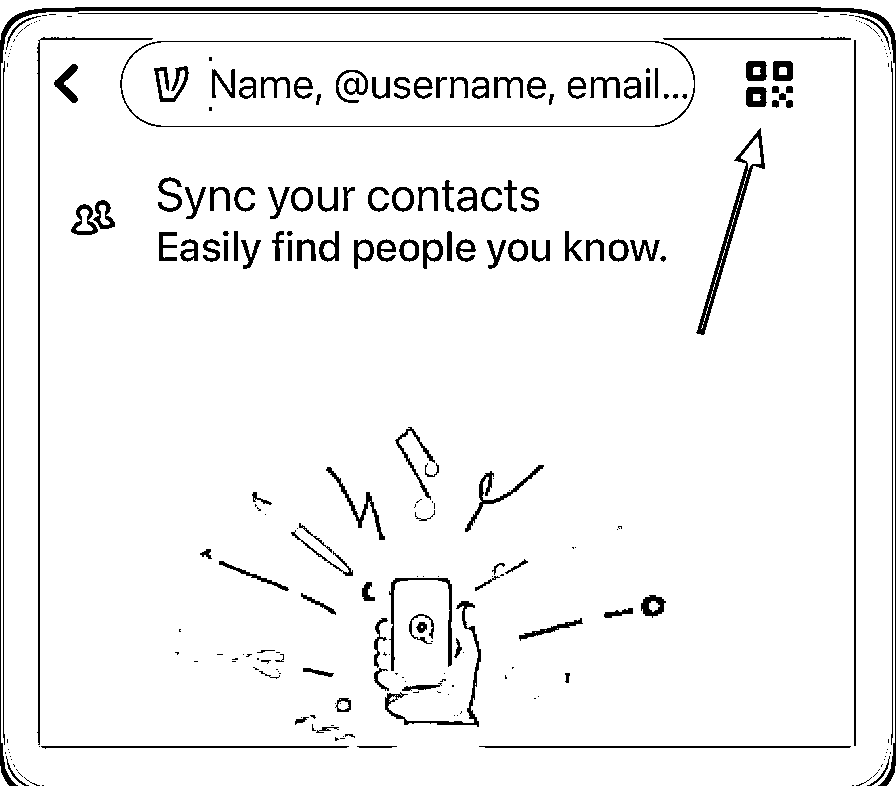 Name, @username, email...
Sync your contacts
Easily find people you know.